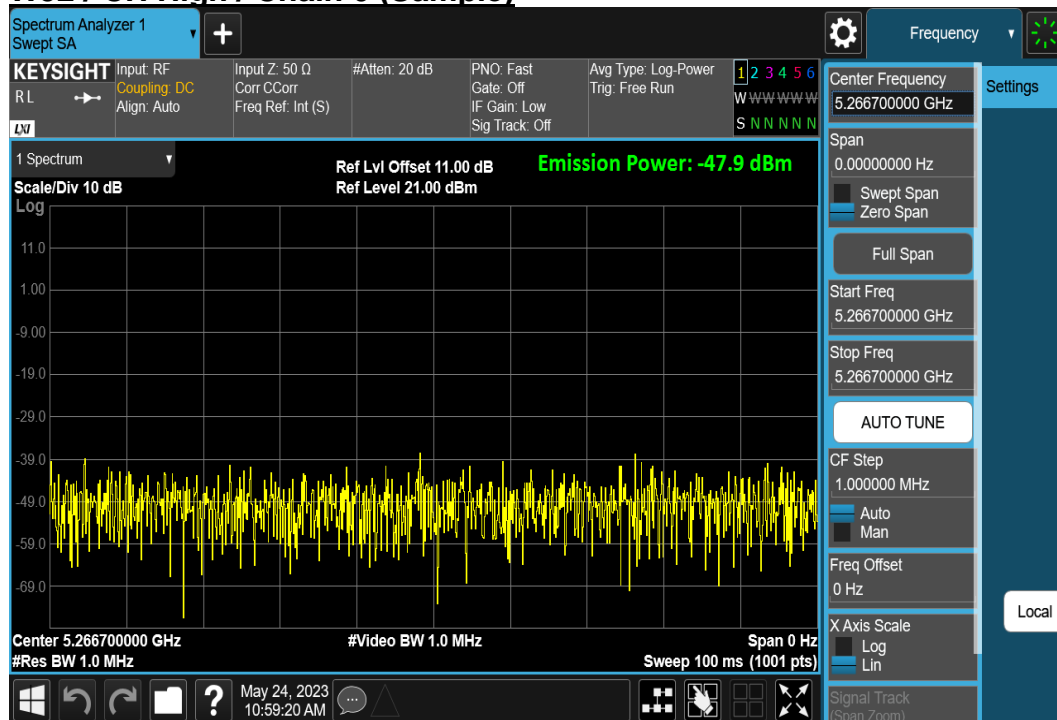 Spectrum Analyzer 1
Swept SA
Frequency
KEYSIGHT
R L
LXI
Input: RF
Coupling: DC
Align: Auto
Input Z: 50 Ω
Corr CCorr
Freq Ref: Int (S)
#Atten: 20 dB
PNO: Fast
Gate: Off
IF Gain: Low
Sig Track: Off
Avg Type: Log-Power
Trig: Free Run
1 2 3 4 5 6
W W W W W W
S N N N N N
1 Spectrum
Scale/Div 10 dB
Log
Ref Lvl Offset 11.00 dB
Ref Level 21.00 dBm
Emission Power: -47.9 dBm
11.0
1.00
-9.00
-19.0
-29.0
-39.0
-49.0
-59.0
-69.0
Center 5.266700000 GHz
#Res BW 1.0 MHz
#Video BW 1.0 MHz
Span 0 Hz
Sweep 100 ms (1001 pts)
Center Frequency
5.266700000 GHz
Span
0.00000000 Hz
Swept Span
Zero Span
Full Span
Start Freq
5.266700000 GHz
Stop Freq
5.266700000 GHz
AUTO TUNE
CF Step
1.000000 MHz
Auto
Man
Freq Offset
0 Hz
X Axis Scale
Log
Lin
Signal Track
(Span Zoom)
Settings
Local
?
May 24, 2023
10:59:20 AM